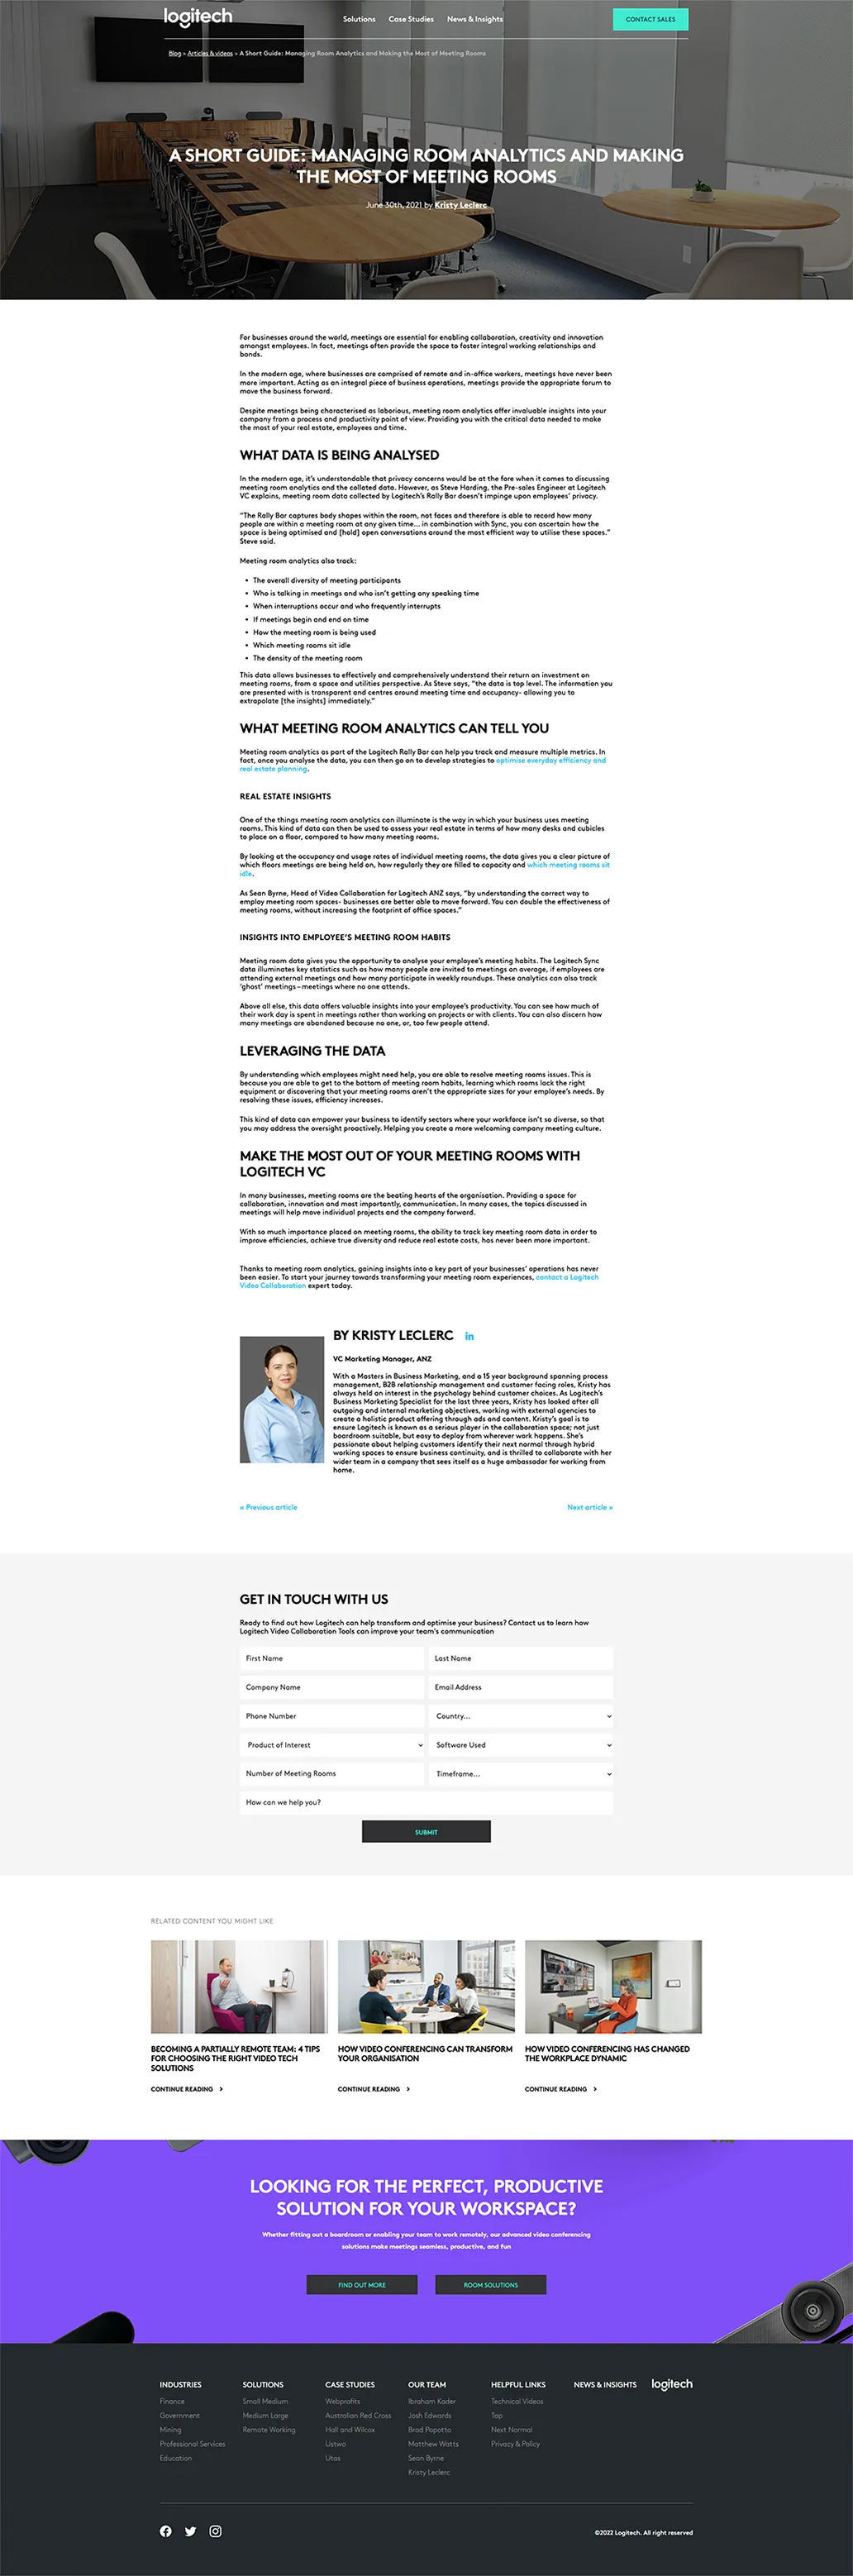 logitech
Solutions Case Studies News & Insights
CONTACT SALES
Blog » Articles & videos » A Short Guide: Managing Room Analytics and Making the Most of Meeting Rooms
A SHORT GUIDE: MANAGING ROOM ANALYTICS AND MAKING
THE MOST OF MEETING ROOMS
June 30th, 2021 by Kristy Leclerc
For businesses around the world, meetings are essential for enabling collaboration, creativity and innovation
amongst employees. In fact, meetings often provide the space to foster integral working relationships and
bonds.
In the modern age, where businesses are comprised of remote and in-office workers, meetings have never been
more important. Acting as an integral piece of business operations, meetings provide the appropriate forum to
move the business forward.
Despite meetings being characterised as laborious, meeting room analytics offer invaluable insights into your
company from a process and productivity point of view. Providing you with the critical data needed to make
the most of your real estate, employees and time.
WHAT DATA IS BEING ANALYSED
In the modern age, it's understandable that privacy concerns would be at the fore when it comes to discussing
meeting room analytics and the collated data. However, as Steve Harding, the Pre-sales Engineer at Logitech
VC explains, meeting room data collected by Logitech's Rally Bar doesn't impinge upon employees' privacy.
"The Rally Bar captures body shapes within the room, not faces and therefore is able to record how many
people are within a meeting room at any given time... in combination with Sync, you can ascertain how the
space is being optimised and [hold] open conversations around the most efficient way to utilise these spaces."
Steve said.
Meeting room analytics also track:
• The overall diversity of meeting participants
• Who is talking in meetings and who isn't getting any speaking time
• When interruptions occur and who frequently interrupts
• If meetings begin and end on time
• How the meeting room is being used
• Which meeting rooms sit idle
• The density of the meeting room
This data allows businesses to effectively and comprehensively understand their return on investment on
meeting rooms, from a space and utilities perspective. As Steve says, "the data is top level. The information you
are presented with is transparent and centres around meeting time and occupancy- allowing you to
extrapolate [the insights] immediately."
WHAT MEETING ROOM ANALYTICS CAN TELL YOU
Meeting room analytics as part of the Logitech Rally Bar can help you track and measure multiple metrics. In
fact, once you analyse the data, you can then go on to develop strategies to optimise everyday efficiency and
real estate planning.
REAL ESTATE INSIGHTS
One of the things meeting room analytics can illuminate is the way in which your business uses meeting
rooms. This kind of data can then be used to assess your real estate in terms of how many desks and cubicles
to place on a floor, compared to how many meeting rooms.
By looking at the occupancy and usage rates of individual meeting rooms, the data gives you a clear picture of
which floors meetings are being held on, how regularly they are filled to capacity and which meeting rooms sit
idle.
As Sean Byrne, Head of Video Collaboration for Logitech ANZ says, "by understanding the correct way to
employ meeting room spaces- businesses are better able to move forward. You can double the effectiveness of
meeting rooms, without increasing the footprint of office spaces."
INSIGHTS INTO EMPLOYEE'S MEETING ROOM HABITS
Meeting room data gives you the opportunity to analyse your employee's meeting habits. The Logitech Sync
data illuminates key statistics such as how many people are invited to meetings on average, if employees are
attending external meetings and how many participate in weekly roundups. These analytics can also track
'ghost' meetings – meetings where no one attends.
Above all else, this data offers valuable insights into your employee's productivity. You can see how much of
their work day is spent in meetings rather than working on projects or with clients. You can also discern how
many meetings are abandoned because no one, or, too few people attend.
LEVERAGING THE DATA
By understanding which employees might need help, you are able to resolve meeting rooms issues. This is
because you are able to get to the bottom of meeting room habits, learning which rooms lack the right
equipment or discovering that your meeting rooms aren't the appropriate sizes for your employee's needs. By
resolving these issues, efficiency increases.
This kind of data can empower your business to identify sectors where your workforce isn't so diverse, so that
you may address the oversight proactively. Helping you create a more welcoming company meeting culture.
MAKE THE MOST OUT OF YOUR MEETING ROOMS WITH
LOGITECH VC
In many businesses, meeting rooms are the beating hearts of the organisation. Providing a space for
collaboration, innovation and most importantly, communication. In many cases, the topics discussed in
meetings will help move individual projects and the company forward.
With so much importance placed on meeting rooms, the ability to track key meeting room data in order to
improve efficiencies, achieve true diversity and reduce real estate costs, has never been more important.
Thanks to meeting room analytics, gaining insights into a key part of your businesses' operations has never
been easier. To start your journey towards transforming your meeting room experiences, contact a Logitech
Video Collaboration expert today.
BY KRISTY LECLERC in
VC Marketing Manager, ANZ
With a Masters in Business Marketing, and a 15 year background spanning process
management, B2B relationship management and customer facing roles, Kristy has
always held an interest in the psychology behind customer choices. As Logitech's
Business Marketing Specialist for the last three years, Kristy has looked after all
outgoing and internal marketing objectives, working with external agencies to
create a holistic product offering through ads and content. Kristy's goal is to
ensure Logitech is known as a serious player in the collaboration space; not just
boardroom suitable, but easy to deploy from wherever work happens. She's
passionate about helping customers identify their next normal through hybrid
working spaces to ensure business continuity, and is thrilled to collaborate with her
wider team in a company that sees itself as a huge ambassador for working from
home.
« Previous article Next article »
GET IN TOUCH WITH US
Ready to find out how Logitech can help transform and optimise your business? Contact us to learn how
Logitech Video Collaboration Tools can improve your team's communication
First Name Last Name
Company Name Email Address
Phone Number Country...
Product of Interest Software Used
Number of Meeting Rooms Timeframe...
How can we help you?
SUBMIT
RELATED CONTENT YOU MIGHT LIKE
BECOMING A PARTIALLY REMOTE TEAM: 4 TIPS
FOR CHOOSING THE RIGHT VIDEO TECH
SOLUTIONS
CONTINUE READING >
HOW VIDEO CONFERENCING CAN TRANSFORM
YOUR ORGANISATION
CONTINUE READING >
HOW VIDEO CONFERENCING HAS CHANGED
THE WORKPLACE DYNAMIC
CONTINUE READING >
LOOKING FOR THE PERFECT, PRODUCTIVE
SOLUTION FOR YOUR WORKSPACE?
Whether fitting out a boardroom or enabling your team to work remotely, our advanced video conferencing
solutions make meetings seamless, productive, and fun
FIND OUT MORE ROOM SOLUTIONS
INDUSTRIES
Finance
Government
Mining
Professional Services
Education
SOLUTIONS
Small Medium
Medium Large
Remote Working
CASE STUDIES
Webprofits
Australian Red Cross
Hall and Wilcox
Ustwo
Utas
OUR TEAM
Ibraham Kader
Josh Edwards
Brad Papotto
Matthew Watts
Sean Byrne
Kristy Leclerc
HELPFUL LINKS
Technical Videos
Tap
Next Normal
Privacy & Policy
NEWS & INSIGHTS
logitech
©2022 Logitech. All right reserved